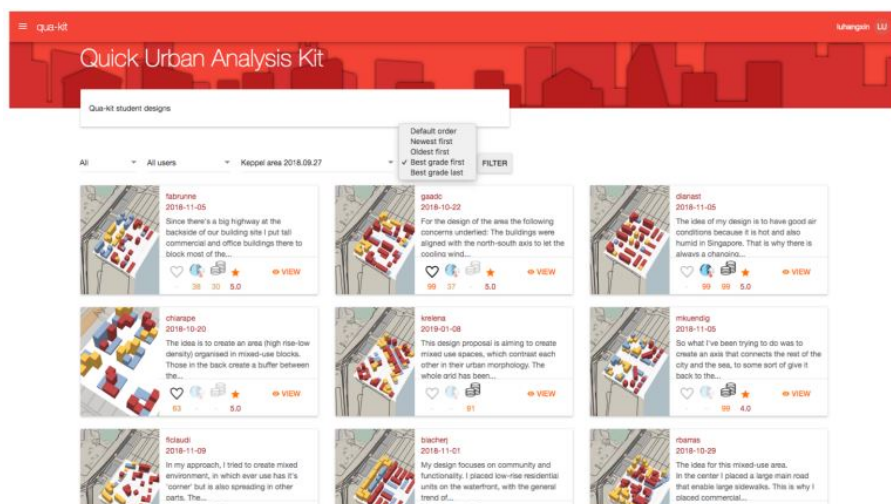 qua-kit
luhangxin LU
Quick Urban Analysis Kit
Qua-kit student designs
Default order
Newest first
Oldest first
✓ Best grade first
Best grade last
All
All users
Keppel area 2018.09.27
FILTER
fabrunne
2018-11-05
Since there's a big highway at the
backside of our building site I put tall
commercial and office buildings there to
block most of the...
- 38 30 5.0
VIEW
gaadc
2018-10-22
For the design of the area the following
concerns underlied: The buildings were
aligned with the north-south axis to let the
cooling wind...
99 37 - 5.0
VIEW
dianast
2018-11-05
The idea of my design is to have good air
conditions because it is hot and also
humid in Singapore. That is why there is
always a changing...
- 99 99 5.0
VIEW
chiarape
2018-10-20
The idea is to create an area (high rise-low
density) organised in mixed-use blocks.
Those in the back create a buffer between
the...
63 - - 5.0
VIEW
krelena
2019-01-08
This design proposal is aiming to create
mixed use spaces, which contrast each
other in their urban morphology. The
whole grid has been...
- - 91
VIEW
mkuendig
2018-11-05
So what I've been trying to do was to
create an axis that connects the rest of the
city and the sea, to some sort of give it
back to the...
- - 99 4.0
VIEW
ficlaudi
2018-11-09
In my approach, I tried to create mixed
environment, in which ever use has it's
'corner' but is also spreading in other
parts. The...
blacherj
2018-11-01
My design focuses on community and
functionality. I placed low-rise residential
units on the waterfront, with the general
trend of...
rbarras
2018-10-29
The idea for this mixed-use area.
In the center I placed a large main road
that enable large sidewalks. This is why I
placed commercial...